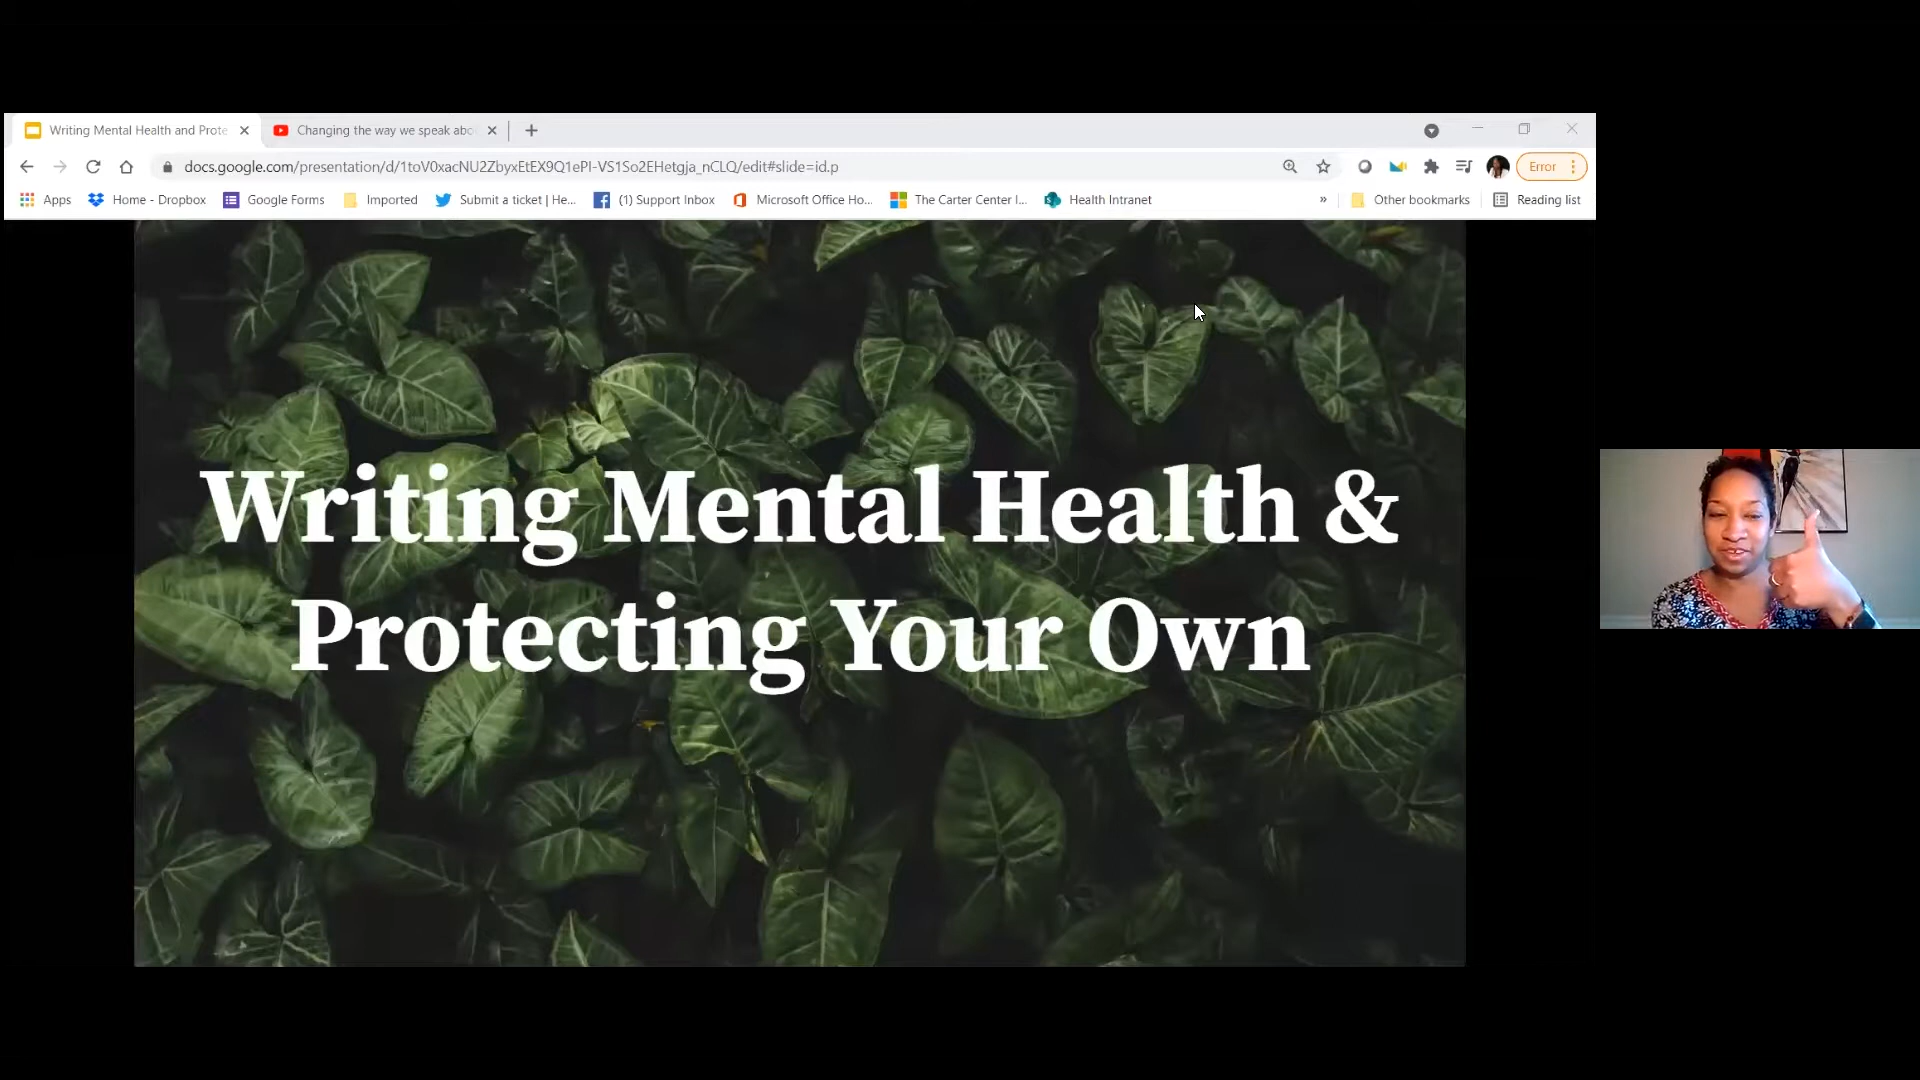 Writing Mental Health and Prote
Changing the way we speak abo
docs.google.com/presentation/d/1toV0xacNU2ZbyxEtEX9Q1ePI-VS1So2EHetgja_nCLQ/edit#slide=id.p
Error
Apps
Home - Dropbox
Google Forms
Imported
Submit a ticket | He...
(1) Support Inbox
Microsoft Office Ho...
The Carter Center I...
Health Intranet
»
Other bookmarks
Reading list
Writing Mental Health &
Protecting Your Own